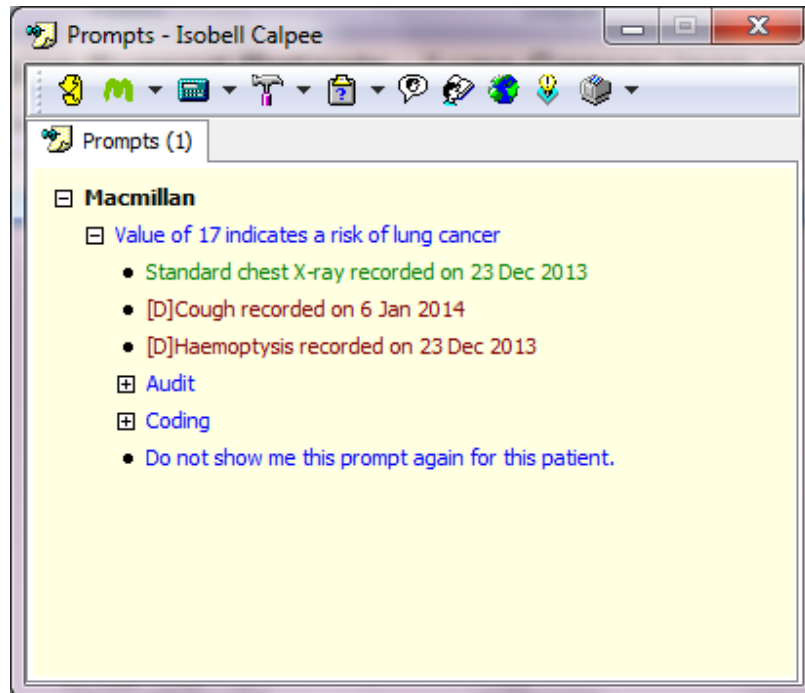 Prompts - Isobell Calpee
Prompts (1)
Macmillan
Value of 17 indicates a risk of lung cancer
Standard chest X-ray recorded on 23 Dec 2013
[D]Cough recorded on 6 Jan 2014
[D]Haemoptysis recorded on 23 Dec 2013
Audit
Coding
Do not show me this prompt again for this patient.